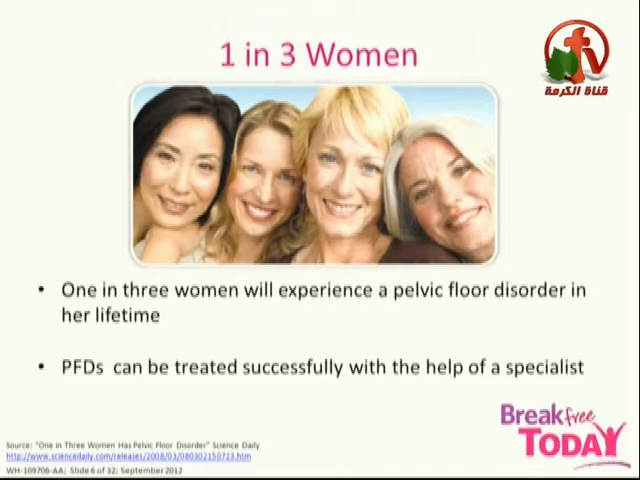 1 in 3 Women
tv
قناة الكرمة
• One in three women will experience a pelvic floor disorder in
her lifetime
• PFDs can be treated successfully with the help of a specialist
Break free
TODAY
Source: "One in Three Women Has Pelvic Floor Disorder" Science Daily
http://www.sciencedaily.com/releases/2008/03/080302150723.htm
WH-109706-AA; Slide 6 of 32; September 2012